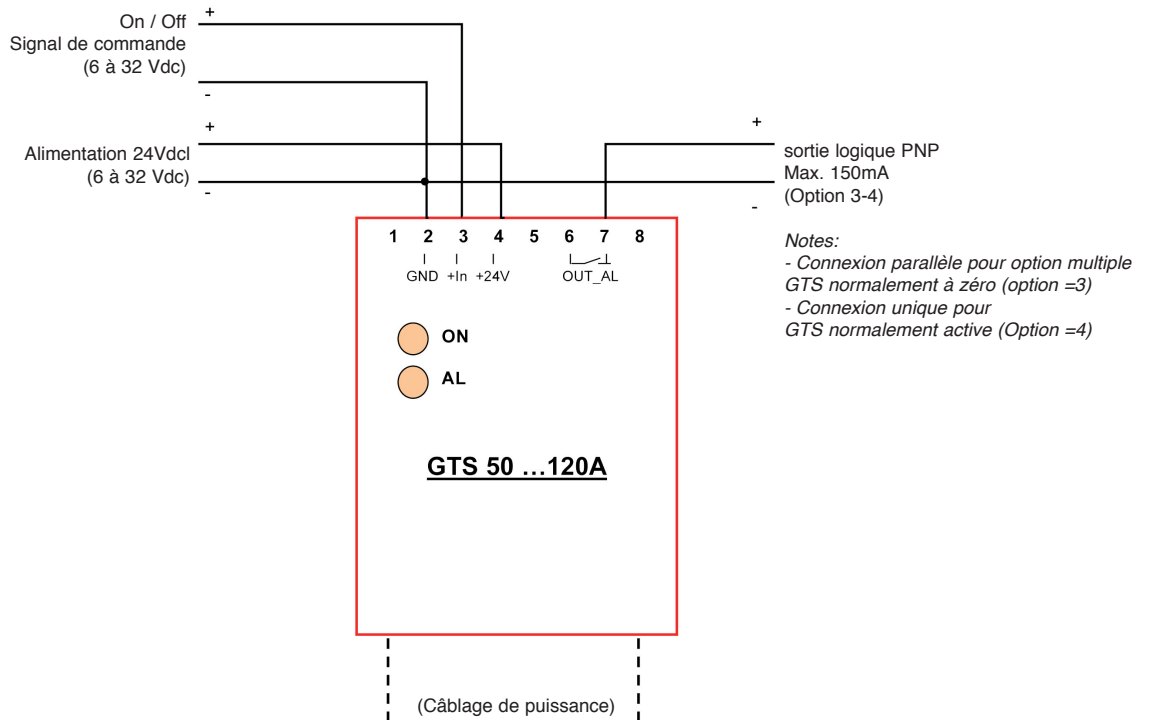 +
On / Off
Signal de commande
(6 à 32 Vdc)
-
+
Alimentation 24Vdcl
(6 à 32 Vdc)
-
+
sortie logique PNP
Max. 150mA
(Option 3-4)
-
Notes:
- Connexion parallèle pour option multiple
GTS normalement à zéro (option =3)
- Connexion unique pour
GTS normalement active (Option =4)
1 2 3 4 5 6 7 8
GND +In +24V OUT_AL
ON
AL
GTS 50 ...120A
(Câblage de puissance)